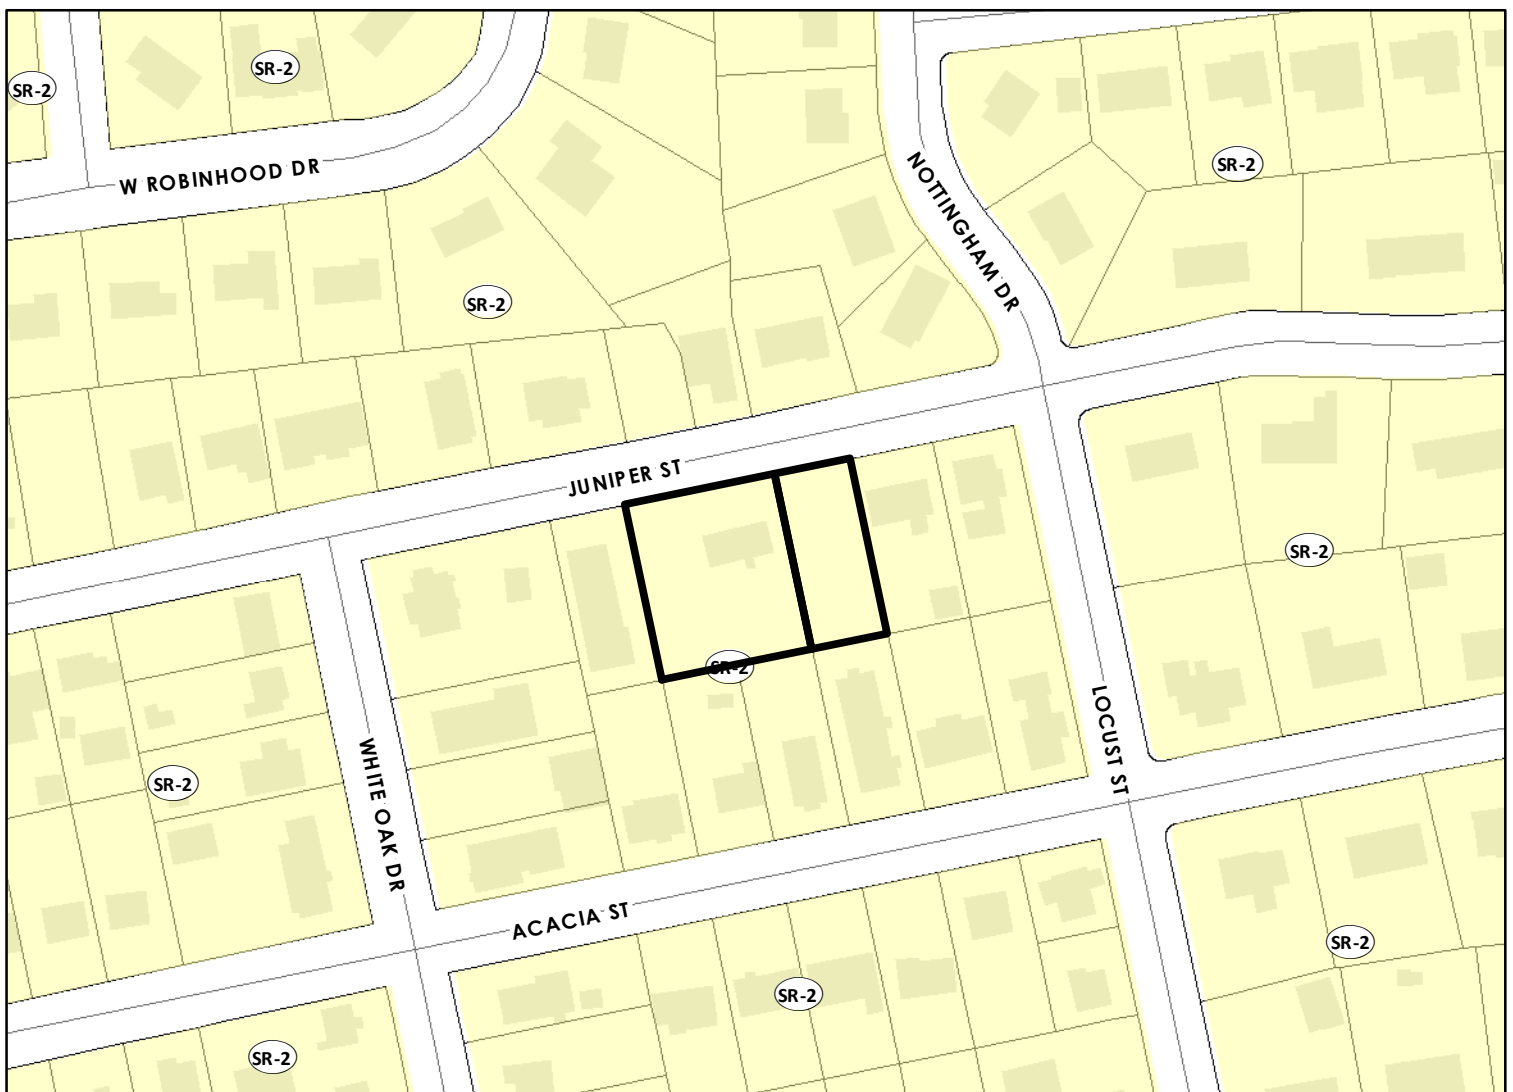 SR-2
SR-2
W ROBINHOOD DR
SR-2
NOTTINGHAM DR
SR-2
JUNIPER ST
SR-2
SR-2
LOCUST ST
WHITE OAK DR
SR-2
ACACIA ST
SR-2
SR-2
SR-2